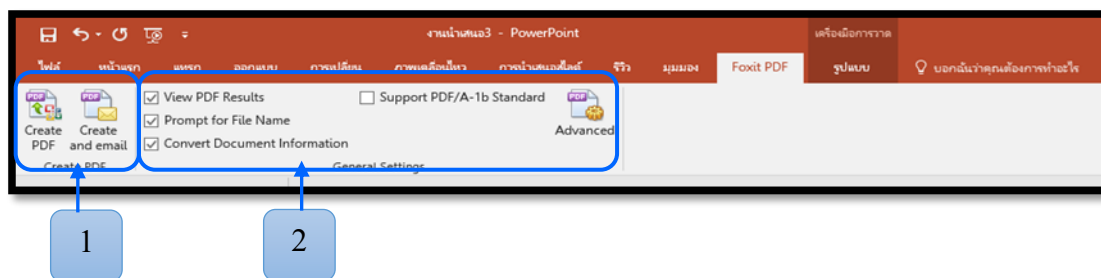 งานนำเสนอ3 - PowerPoint
เครื่องมือการวาด
ไฟล์ หน้าแรก แทรก ออกแบบ การเปลี่ยน ภาพเคลื่อนไหว การนำเสนอสไลด์ รีวิว มุมมอง Foxit PDF รูปแบบ บอกฉันว่าคุณต้องการทำอะไร
View PDF Results
Support PDF/A-1b Standard
Prompt for File Name
Convert Document Information
Create PDF
Create and email
Advanced
Create PDF
General Settings
1
2